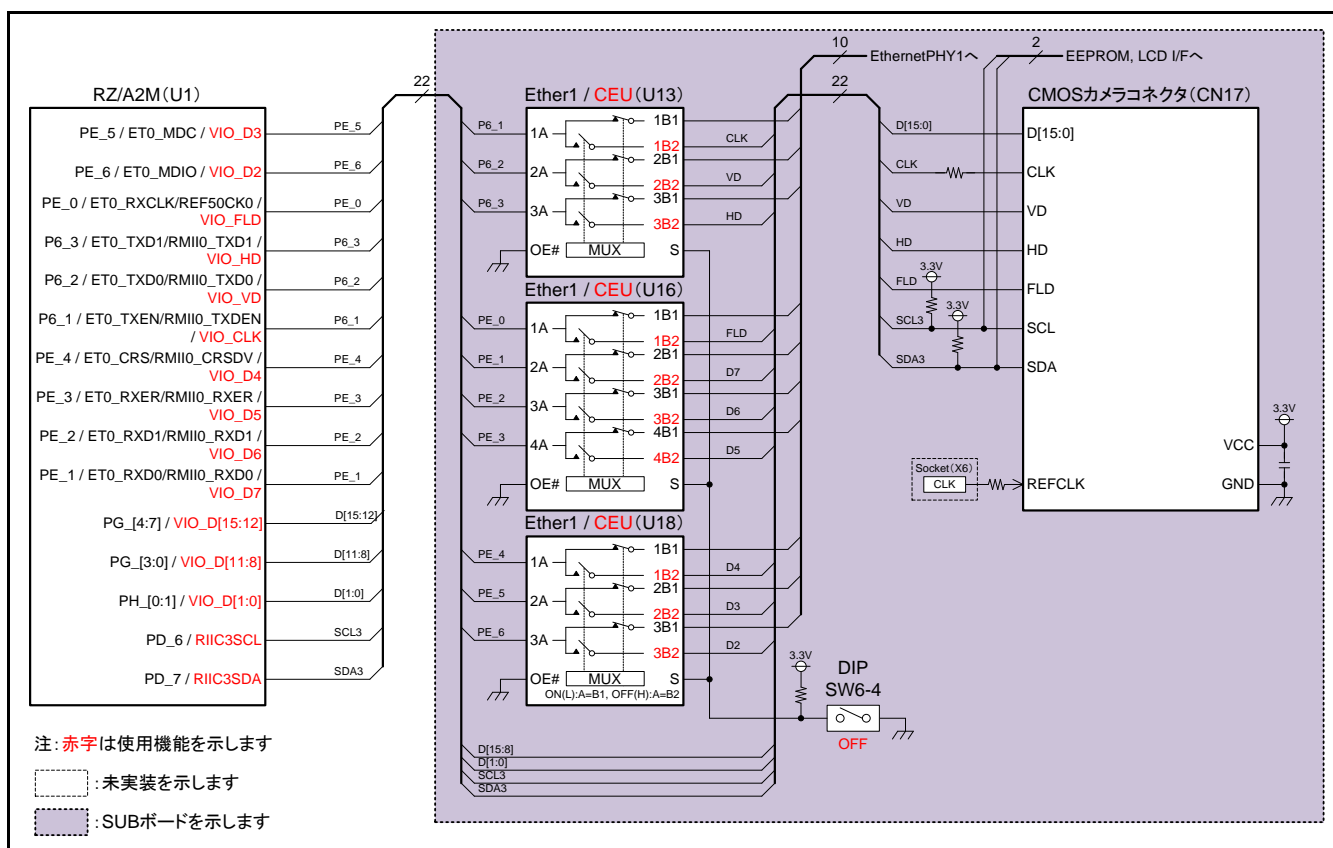 RZ/A2M(U1)
PE_5 / ET0_MDC / VIO_D3
PE_6 / ET0_MDIO / VIO_D2
PE_0 / ET0_RXCLK/REF50CK0 /
VIO_FLD
P6_3 / ET0_TXD1/RMII0_TXD1 /
VIO_HD
P6_2 / ET0_TXD0/RMII0_TXD0 /
VIO_VD
P6_1 / ET0_TXEN/RMII0_TXDEN
/ VIO_CLK
PE_4 / ET0_CRS/RMII0_CRSDV /
VIO_D4
PE_3 / ET0_RXER/RMII0_RXER /
VIO_D5
PE_2 / ET0_RXD1/RMII0_RXD1 /
VIO_D6
PE_1 / ET0_RXD0/RMII0_RXD0 /
VIO_D7
PG_[4:7] / VIO_D[15:12]
PG_[3:0] / VIO_D[11:8]
PH_[0:1] / VIO_D[1:0]
PD_6 / RIIC3SCL
PD_7 / RIIC3SDA
PE_5
PE_6
PE_0
P6_3
P6_2
P6_1
PE_4
PE_3
PE_2
PE_1
D[15:12]
D[11:8]
D[1:0]
SCL3
SDA3
22
Ether1 / CEU(U13)
P6_1
P6_2
P6_3
1A
2A
3A
OE#
MUX
S
1B1
1B2
2B1
2B2
3B1
3B2
CLK
VD
HD
Ether1 / CEU(U16)
PE_0
PE_1
PE_2
PE_3
1A
2A
3A
4A
OE#
MUX
S
1B1
1B2
2B1
2B2
3B1
3B2
4B1
4B2
FLD
D7
D6
D5
Ether1 / CEU(U18)
PE_4
PE_5
PE_6
1A
2A
3A
OE#
MUX
S
ON(L):A=B1, OFF(H):A=B2
1B1
1B2
2B1
2B2
3B1
3B2
D4
D3
D2
D[15:8]
D[1:0]
SCL3
SDA3
10
EthernetPHY1へ
22
2
EEPROM, LCD I/Fへ
CMOSカメラコネクタ(CN17)
D[15:0]
CLK
VD
HD
FLD
SCL3
SDA3
3.3V
3.3V
D[15:0]
CLK
VD
HD
FLD
SCL
SDA
VCC
GND
REFCLK
3.3V
Socket(X6)
CLK
3.3V
DIP
SW6-4
OFF
注:赤字は使用機能を示します
:未実装を示します
:SUBボードを示します